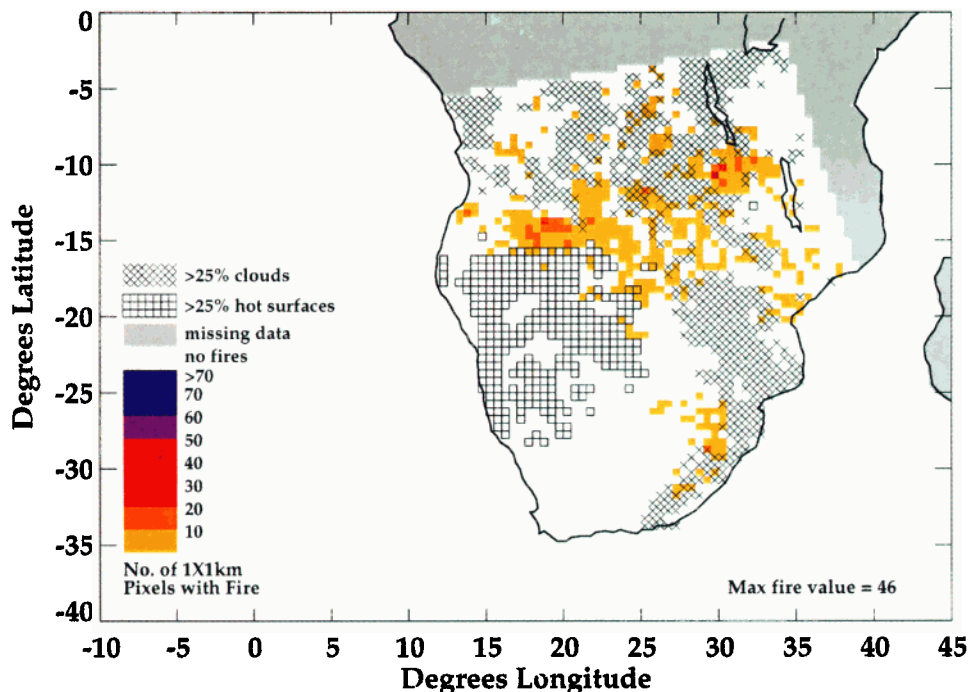 0
-5
-10
-15
-20
-25
-30
-35
-40
Degrees Latitude
>25% clouds
>25% hot surfaces
missing data
no fires
>70
70
60
50
40
30
20
10
No. of 1X1km
Pixels with Fire
Max fire value = 46
-10 -5 0 5 10 15 20 25 30 35 40 45
Degrees Longitude